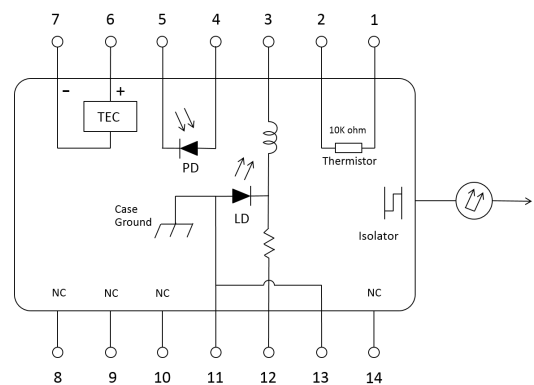 7 6 5 4 3 2 1
− +
TEC
10K ohm
Thermistor
PD
Case
Ground
LD
Isolator
NC NC NC NC
8 9 10 11 12 13 14